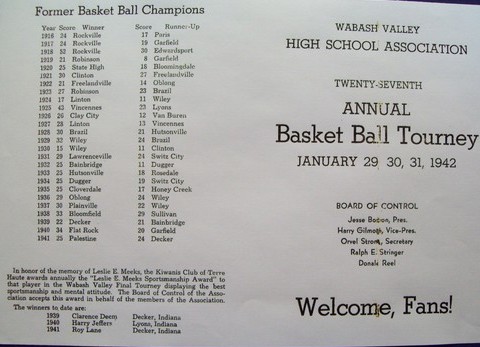 Former Basket Ball Champions
Year Score Winner Score Runner-Up
1916 24 Rockville 17 Paris
1917 24 Rockville 19 Garfield
1918 52 Rockville 30 Edwardsport
1919 21 Robinson 8 Garfield
1920 25 State High 18 Bloomingdale
1921 30 Clinton 27 Freelandville
1922 21 Freelandville 14 Oblong
1923 27 Robinson 23 Brazil
1924 17 Linton 11 Wiley
1925 43 Vincennes 23 Lyons
1926 26 Clay City 12 Van Buren
1927 28 Linton 13 Vincennes
1928 30 Brazil 21 Hutsonville
1929 32 Wiley 24 Brazil
1930 15 Wiley 11 Clinton
1931 29 Lawrenceville 24 Switz City
1932 25 Bainbridge 11 Dugger
1933 25 Hutsonville 18 Rosedale
1934 25 Dugger 19 Switz City
1935 25 Cloverdale 17 Honey Creek
1936 29 Oblong 24 Wiley
1937 30 Plainville 22 Wiley
1938 33 Bloomfield 29 Sullivan
1939 22 Decker 21 Bainbridge
1940 34 Flat Rock 20 Garfield
1941 25 Palestine 24 Decker
In honor of the memory of Leslie E. Meeks, the Kiwanis Club of Terre
Haute awards annually the "Leslie E. Meeks Sportsmanship Award" to
that player in the Wabash Valley Final Tourney displaying the best
sportsmanship and mental attitude. The Board of Control of the Asso-
ciation accepts this award in behalf of the members of the Association.
The winners to date are:
1939 Clarence Deem Decker, Indiana
1940 Harry Jeffers Lyons, Indiana
1941 Roy Lane Decker, Indiana
WABASH VALLEY
HIGH SCHOOL ASSOCIATION
TWENTY-SEVENTH
ANNUAL
Basket Ball Tourney
JANUARY 29, 30, 31, 1942
BOARD OF CONTROL
Jesse Pres.
Harry Gilmoth, Vice-Pres.
Orvel Strong, Secretary
Ralph E. Stringer
Donald Reel
Welcome, Fans!